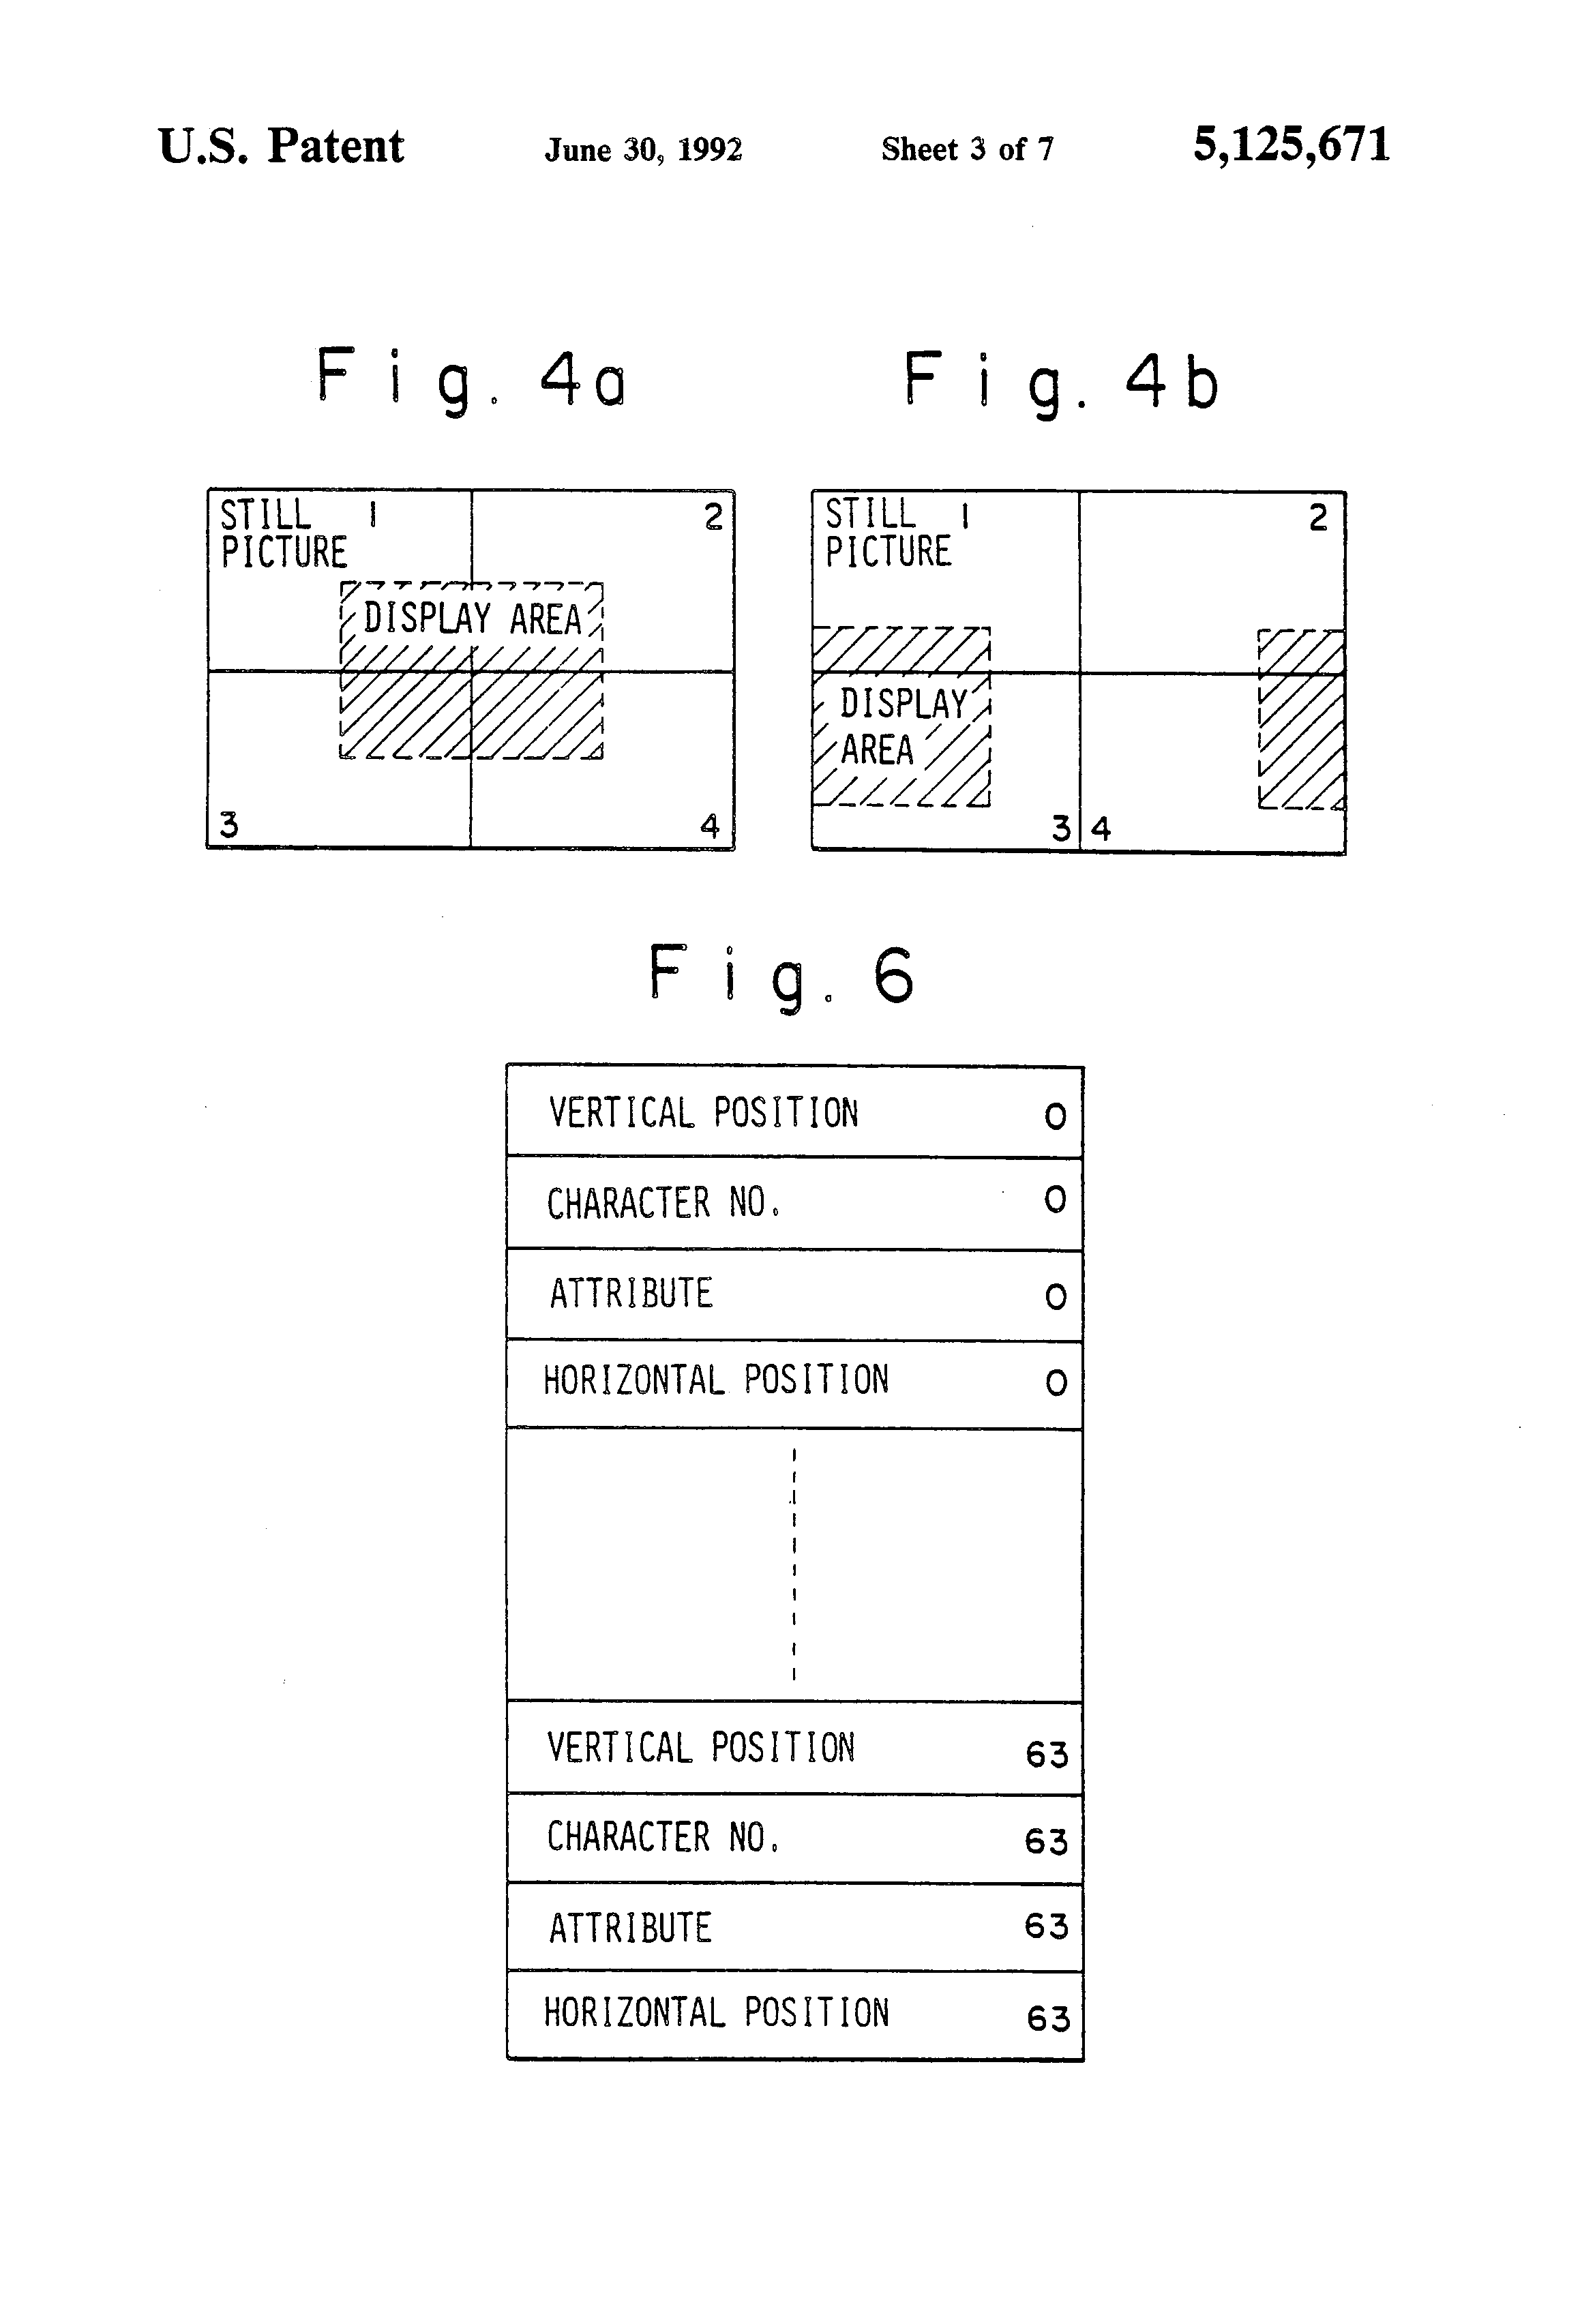 U.S. Patent June 30, 1992 Sheet 3 of 7 5,125,671
Fig. 4a
STILL 1 2
PICTURE
DISPLAY AREA
3 4
Fig. 4b
STILL 1 2
PICTURE
DISPLAY
AREA
3 4
Fig. 6
VERTICAL POSITION 0
CHARACTER NO. 0
ATTRIBUTE 0
HORIZONTAL POSITION 0
VERTICAL POSITION 63
CHARACTER NO. 63
ATTRIBUTE 63
HORIZONTAL POSITION 63